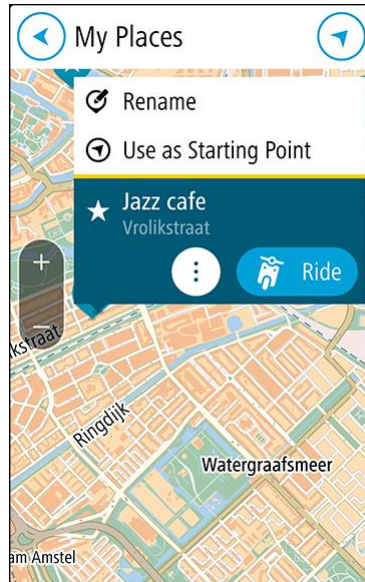 My Places
Rename
Use as Starting Point
Jazz cafe
Vrolikstraat
Ride
+
−
kstraat
Ringdijk
Watergraafsmeer
am Amstel